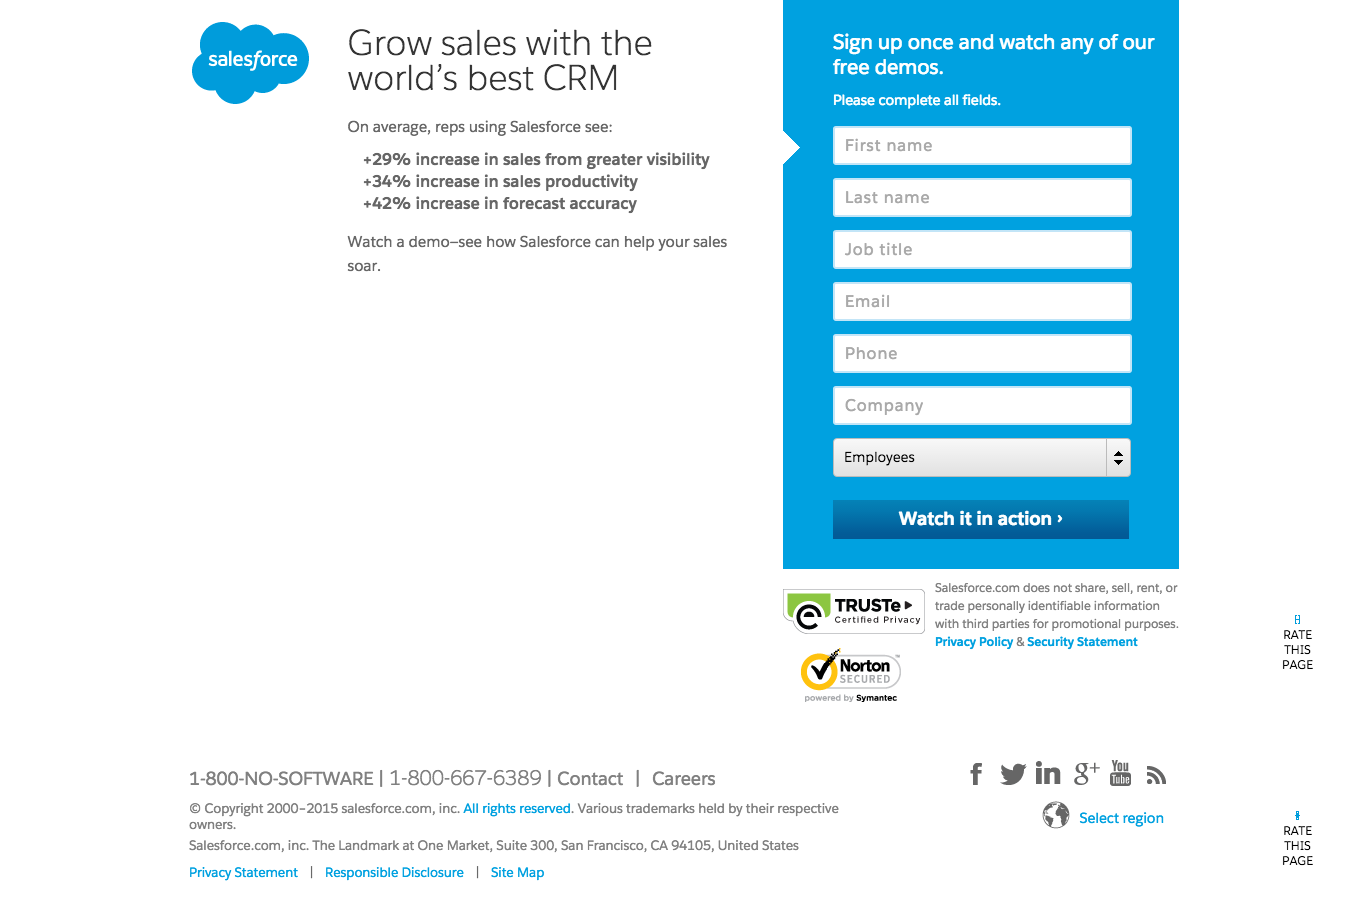 salesforce
Grow sales with the
world's best CRM
On average, reps using Salesforce see:
+29% increase in sales from greater visibility
+34% increase in sales productivity
+42% increase in forecast accuracy
Watch a demo–see how Salesforce can help your sales
soar.
Sign up once and watch any of our
free demos.
Please complete all fields.
First name
Last name
Job title
Email
Phone
Company
Employees
Watch it in action ›
TRUSTe
Certified Privacy
Norton
SECURED
powered by Symantec
Salesforce.com does not share, sell, rent, or
trade personally identifiable information
with third parties for promotional purposes.
Privacy Policy & Security Statement
RATE
THIS
PAGE
1-800-NO-SOFTWARE | 1-800-667-6389 | Contact | Careers
© Copyright 2000–2015 salesforce.com, inc. All rights reserved. Various trademarks held by their respective
owners.
Salesforce.com, inc. The Landmark at One Market, Suite 300, San Francisco, CA 94105, United States
Privacy Statement | Responsible Disclosure | Site Map
f
in
g+
You
Tube
Select region
RATE
THIS
PAGE